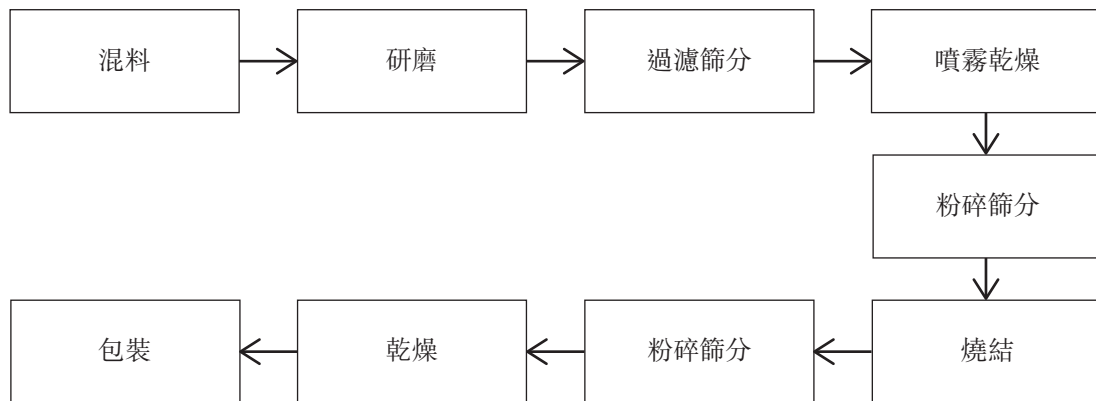 混料
研磨
過濾篩分
噴霧乾燥
粉碎篩分
燒結
粉碎篩分
乾燥
包裝